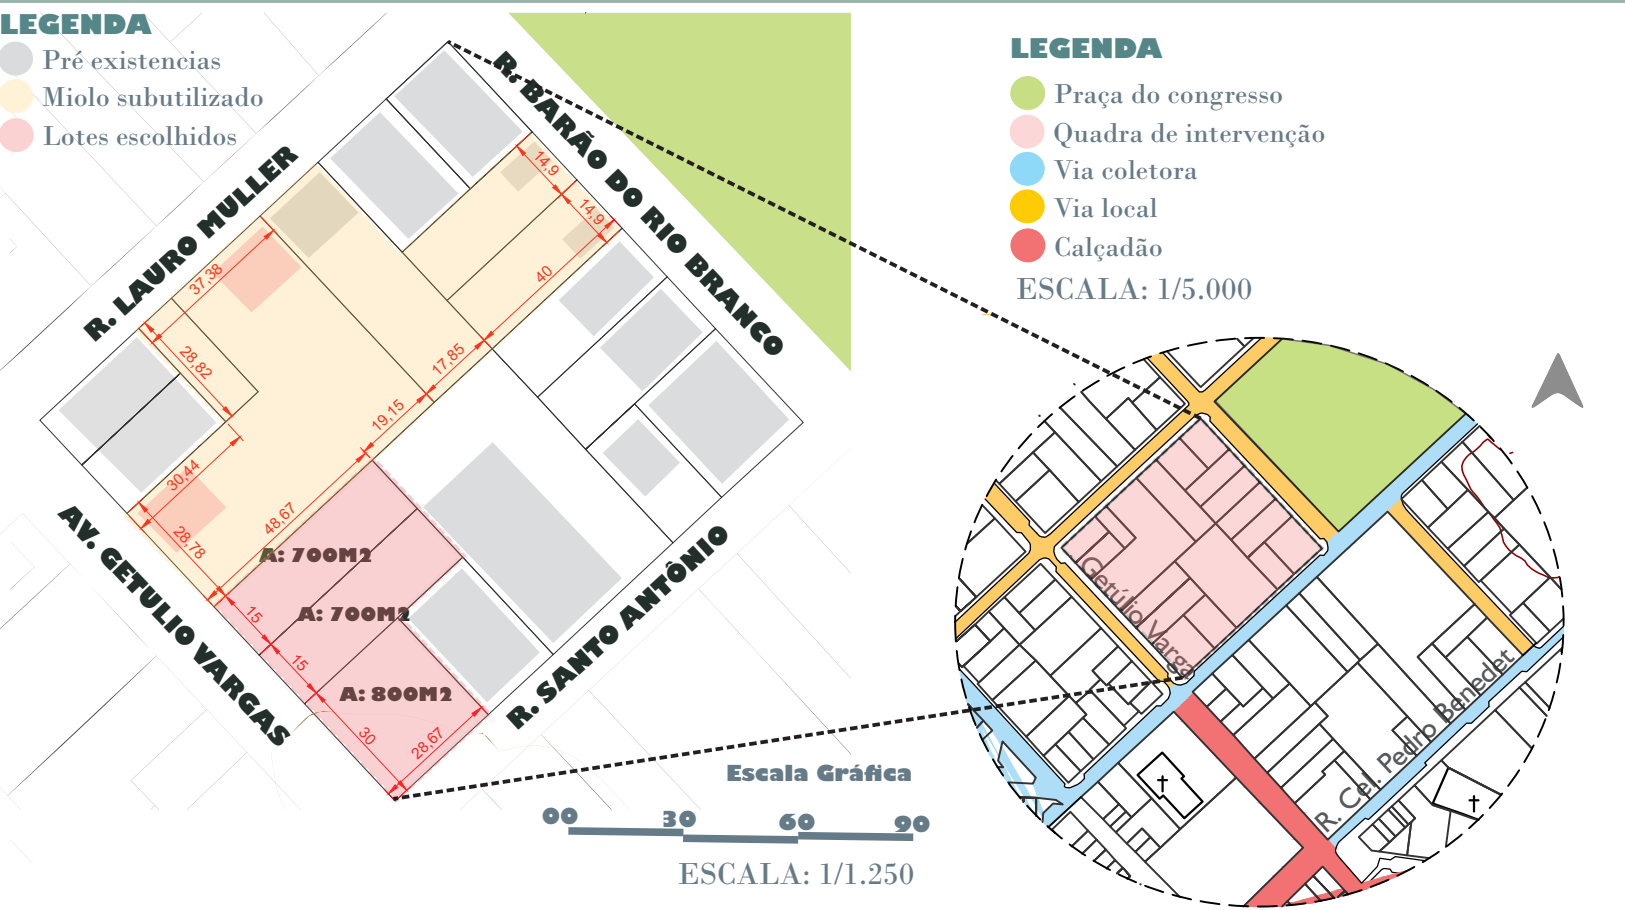 LEGENDA
Pré existencias
Miolo subutilizado
Lotes escolhidos
R. LAURO MULLER
R. BARÃO DO RIO BRANCO
AV. GETULIO VARGAS
R. SANTO ANTÔNIO
14,9
14,9
40
37,38
28,82
17,85
19,15
30,44
28,78
48,67
A: 700M2
15
A: 700M2
15
A: 800M2
30
28,67
Escala Gráfica
00 30 60 90
ESCALA: 1/1.250
LEGENDA
Praça do congresso
Quadra de intervenção
Via coletora
Via local
Calçadão
ESCALA: 1/5.000
Getúlio Varga
R. Cel. Pedro Benedet